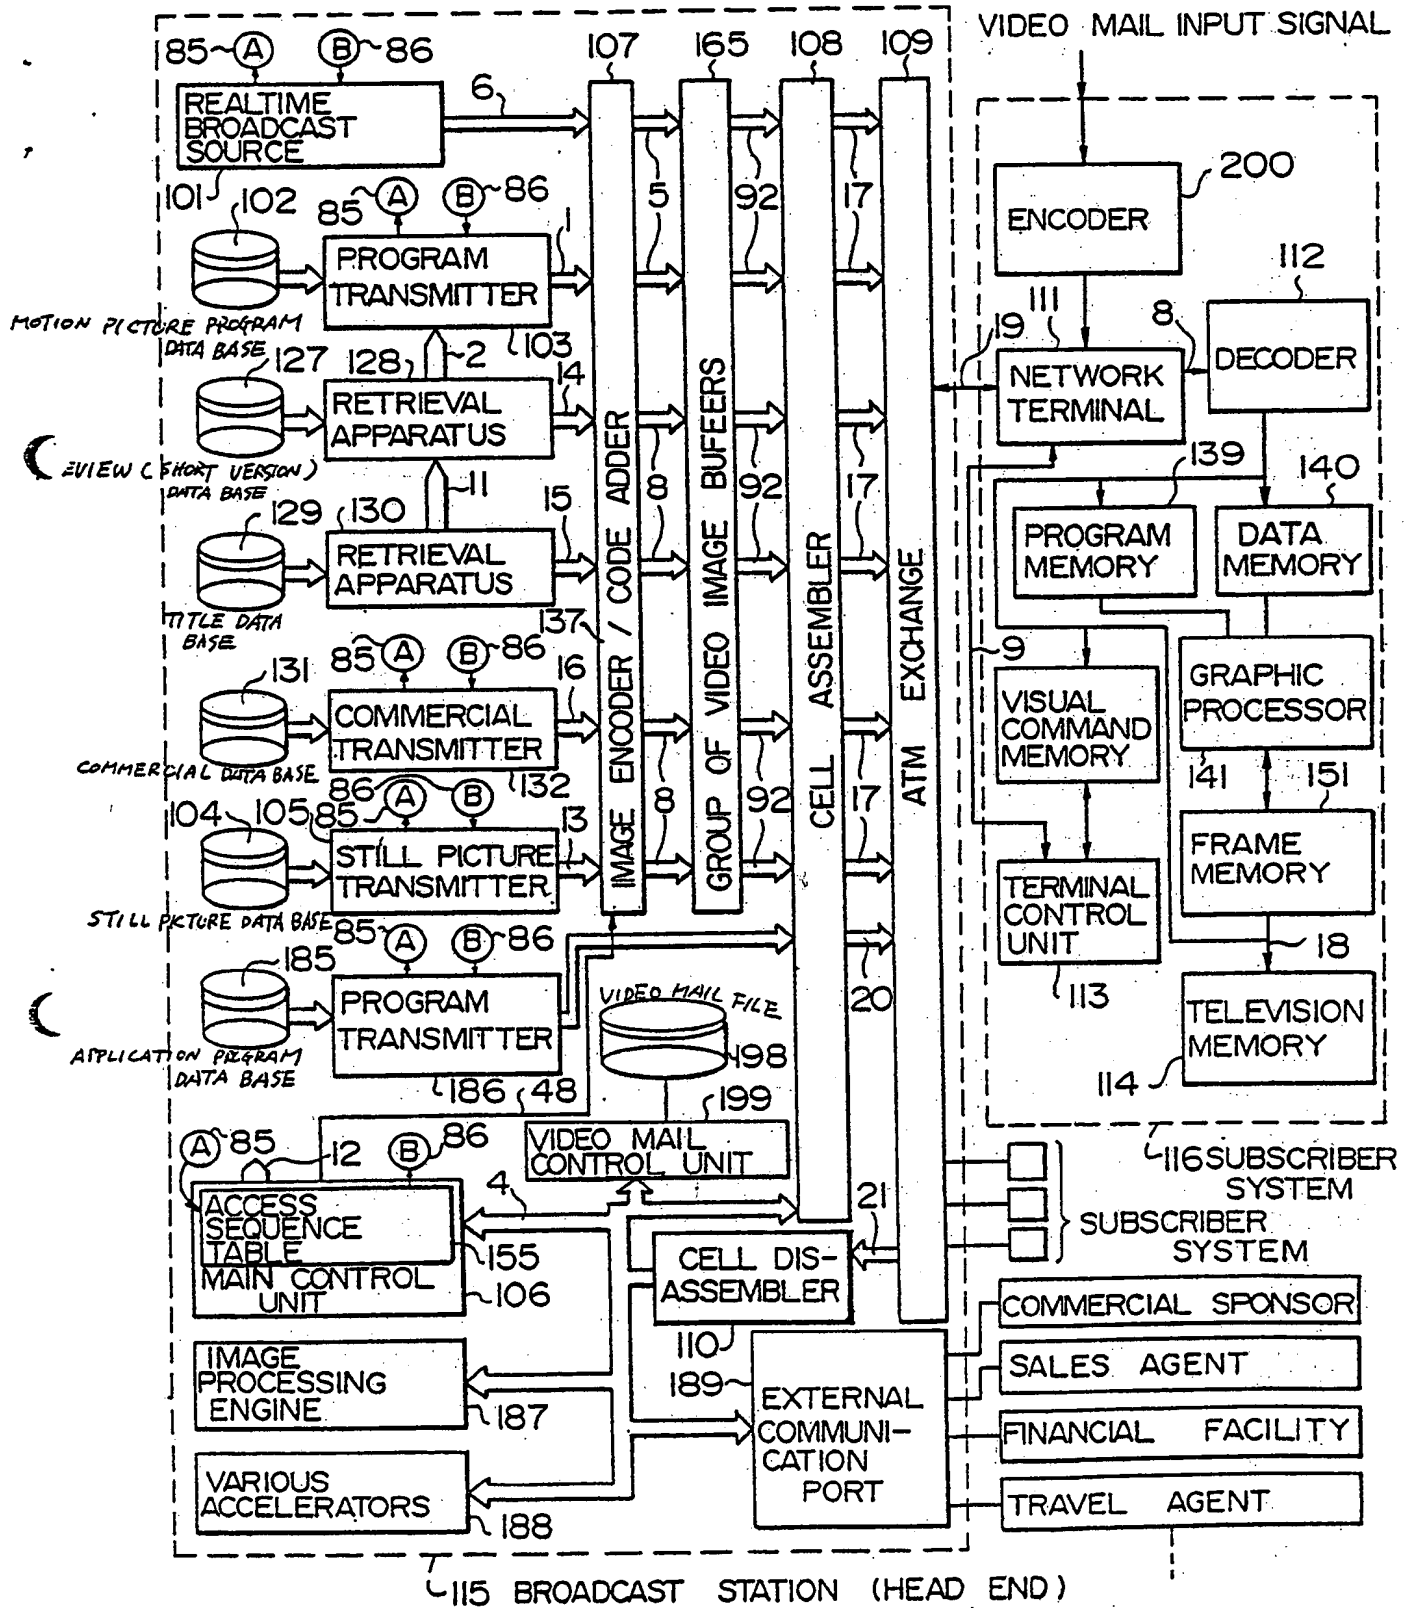 VIDEO MAIL INPUT SIGNAL
107
165
108
109
85
A
B
86
REALTIME
BROADCAST
SOURCE
6
101
5
92
17
200
ENCODER
102
85
A
B
86
PROGRAM
TRANSMITTER
1
103
MOTION PICTURE PROGRAM
DATA BASE
112
DECODER
111
8
19
NETWORK
TERMINAL
127
128
2
14
RETRIEVAL
APPARATUS
EVIEW (SHORT VERSION)
DATA BASE
8
92
17
11
129
130
15
RETRIEVAL
APPARATUS
TITLE DATA
BASE
139
PROGRAM
MEMORY
140
DATA
MEMORY
137
IMAGE ENCODER / CODE ADDER
GROUP OF VIDEO IMAGE BUFEERS
CELL ASSEMBLER
ATM EXCHANGE
85
A
B
86
131
16
COMMERCIAL
TRANSMITTER
132
COMMERCIAL DATA BASE
9
VISUAL
COMMAND
MEMORY
GRAPHIC
PROCESSOR
141
151
86
85
A
B
104
105
13
8
92
17
STILL PICTURE
TRANSMITTER
STILL PICTURE DATA BASE
FRAME
MEMORY
TERMINAL
CONTROL
UNIT
113
18
85
A
B
86
185
PROGRAM
TRANSMITTER
186
48
APPLICATION PROGRAM
DATA BASE
20
VIDEO MAIL FILE
198
TELEVISION
MEMORY
114
199
VIDEO MAIL
CONTROL UNIT
A
85
12
B
86
4
ACCESS
SEQUENCE
TABLE
155
MAIN CONTROL
UNIT
106
21
CELL DIS-
ASSEMBLER
110
116 SUBSCRIBER
SYSTEM
SUBSCRIBER
SYSTEM
IMAGE
PROCESSING
ENGINE
187
189
EXTERNAL
COMMUNI-
CATION
PORT
COMMERCIAL SPONSOR
SALES AGENT
FINANCIAL FACILITY
TRAVEL AGENT
VARIOUS
ACCELERATORS
188
115 BROADCAST STATION (HEAD END)